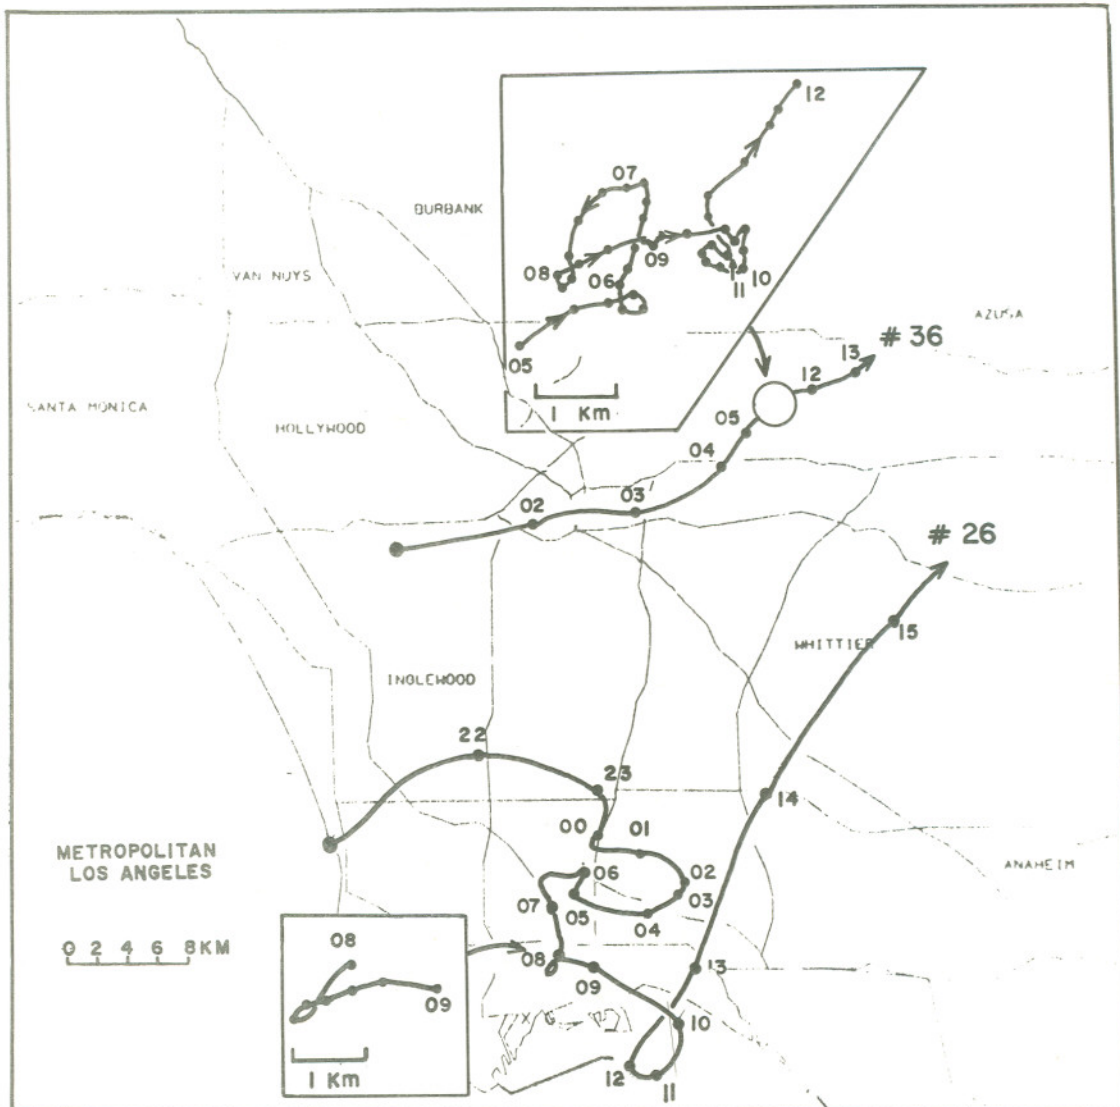 12
07
BURBANK
VAN NUYS
08
09
10
06
11
05
1 Km
AZUSA
# 36
13
12
SANTA MONICA
HOLLYWOOD
05
04
02
03
# 26
15
WHITTIER
INGLEWOOD
22
23
14
00
01
METROPOLITAN
LOS ANGELES
06
02
ANAHEIM
07
05
03
04
0 2 4 6 8 KM
08
09
1 Km
08
09
13
10
12
11